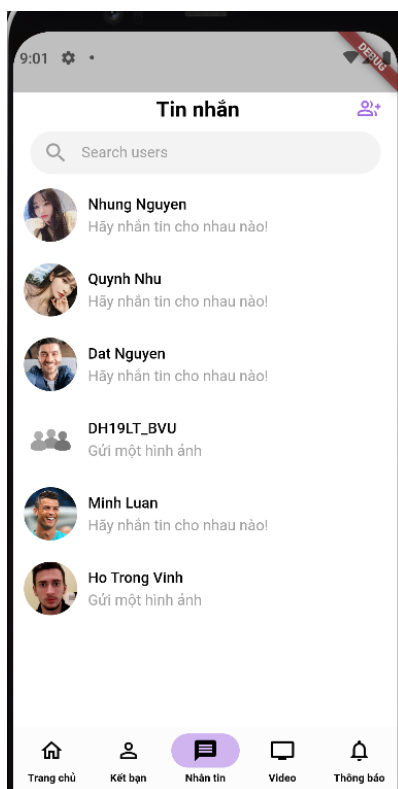 9:01
DEBUG
Tin nhắn
Search users
Nhung Nguyen
Hãy nhắn tin cho nhau nào!
Quynh Nhu
Hãy nhắn tin cho nhau nào!
Dat Nguyen
Hãy nhắn tin cho nhau nào!
DH19LT_BVU
Gửi một hình ảnh
Minh Luan
Hãy nhắn tin cho nhau nào!
Ho Trong Vinh
Gửi một hình ảnh
Trang chủ Kết bạn Nhăn tin Video Thông báo